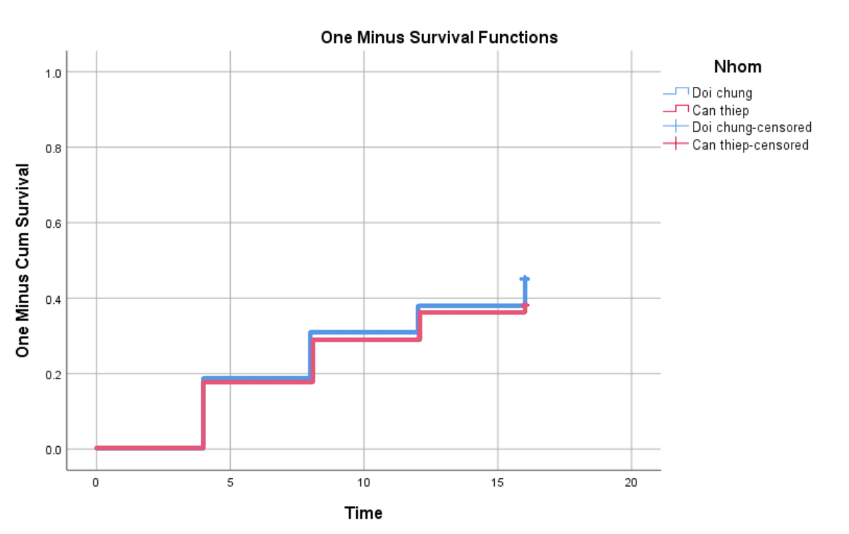 One Minus Survival Functions
Nhom
Doi chung
Can thiep
Doi chung-censored
Can thiep-censored
One Minus Cum Survival
1.0
0.8
0.6
0.4
0.2
0.0
0 5 10 15 20
Time